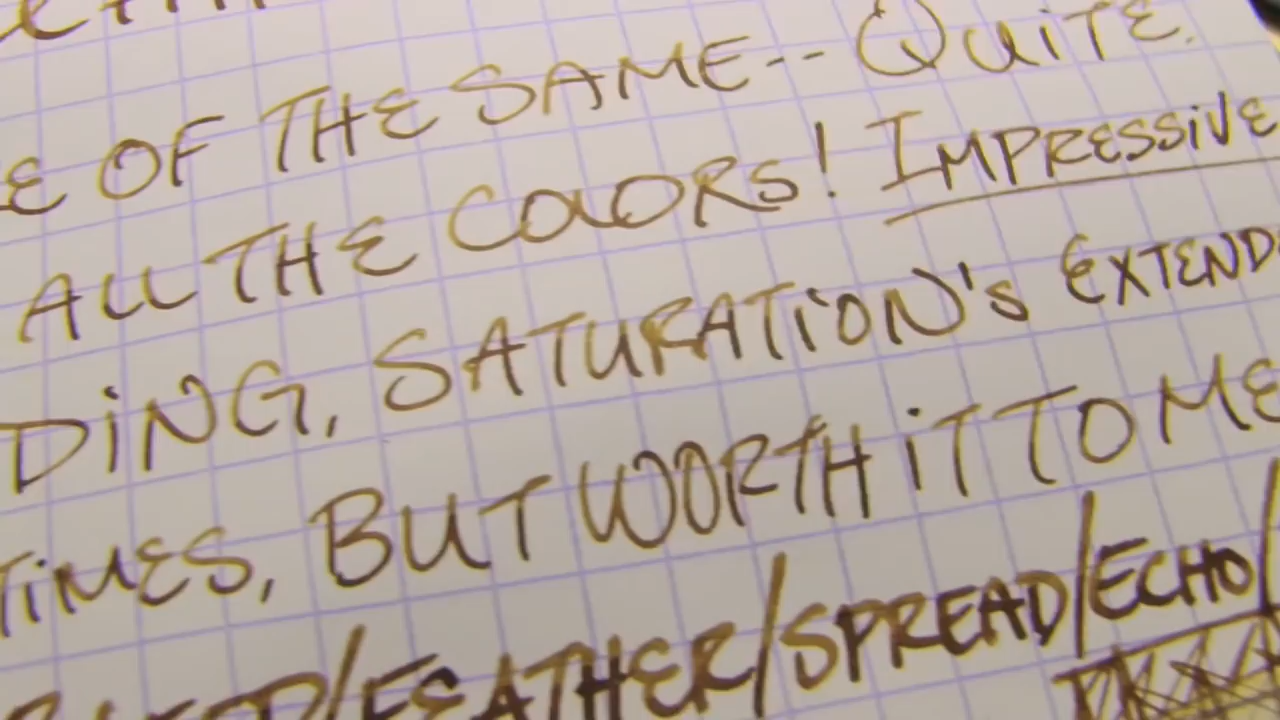 E OF THE SAME-- QUITE.
ALL THE COLORS! IMPRESSIVE
DING, SATURATION'S EXTEND
TIMES, BUT WORTH IT TO ME
/FEATHER/SPREAD/ECHO/